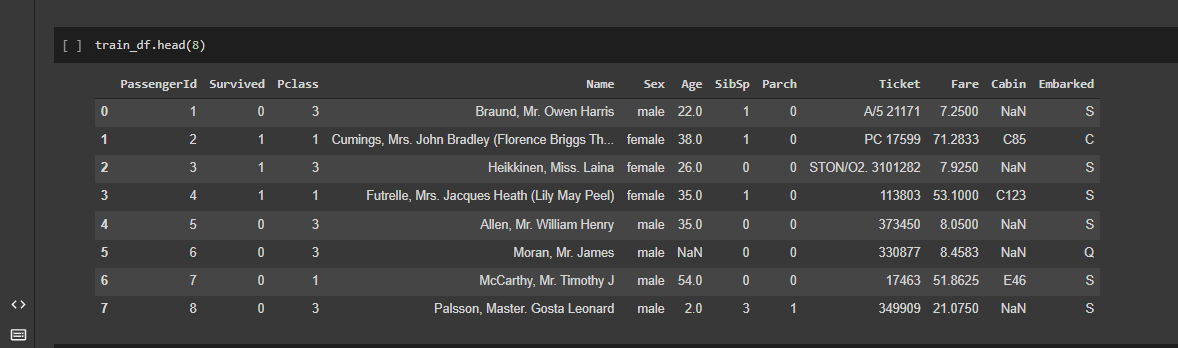 [ ] train_df.head(8)
PassengerId Survived Pclass Name Sex Age SibSp Parch Ticket Fare Cabin Embarked
0 1 0 3 Braund, Mr. Owen Harris male 22.0 1 0 A/5 21171 7.2500 NaN S
1 2 1 1 Cumings, Mrs. John Bradley (Florence Briggs Th... female 38.0 1 0 PC 17599 71.2833 C85 C
2 3 1 3 Heikkinen, Miss. Laina female 26.0 0 0 STON/O2. 3101282 7.9250 NaN S
3 4 1 1 Futrelle, Mrs. Jacques Heath (Lily May Peel) female 35.0 1 0 113803 53.1000 C123 S
4 5 0 3 Allen, Mr. William Henry male 35.0 0 0 373450 8.0500 NaN S
5 6 0 3 Moran, Mr. James male NaN 0 0 330877 8.4583 NaN Q
6 7 0 1 McCarthy, Mr. Timothy J male 54.0 0 0 17463 51.8625 E46 S
7 8 0 3 Palsson, Master. Gosta Leonard male 2.0 3 1 349909 21.0750 NaN S